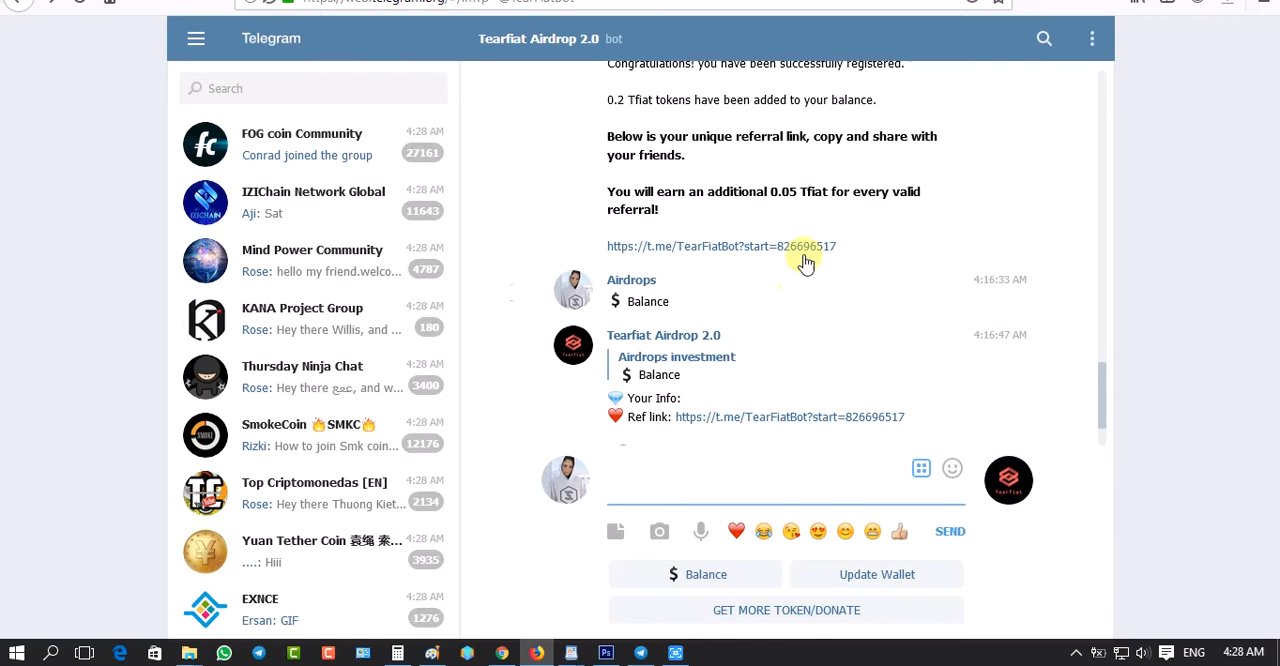 Telegram
Tearfiat Airdrop 2.0 bot
Search
FOG coin Community 4:28 AM
Conrad joined the group 27161
IZIChain Network Global 4:28 AM
Aji: Sat 11643
Mind Power Community 4:28 AM
Rose: hello my friend.welco... 4787
KANA Project Group 4:28 AM
Rose: Hey there Willis, and ... 180
Thursday Ninja Chat 4:28 AM
Rose: Hey there ععع, and w... 3400
SmokeCoin 🔥SMKC🔥 4:28 AM
Rizki: How to join Smk coin... 12176
Top Criptomonedas [EN] 4:28 AM
Rose: Hey there Thuong Kiet... 2134
4:28 AM
....: Hiii 3935
EXNCE 4:28 AM
Ersan: GIF 1276
Congratulations! you have been successfully registered.
0.2 Tfiat tokens have been added to your balance.
Below is your unique referral link, copy and share with
your friends.
You will earn an additional 0.05 Tfiat for every valid
referral!
https://t.me/TearFiatBot?start=826696517
Airdrops 4:16:33 AM
$ Balance
Tearfiat Airdrop 2.0 4:16:47 AM
Airdrops investment
$ Balance
💎 Your Info:
❤️ Ref link: https://t.me/TearFiatBot?start=826696517
SEND
$ Balance
Update Wallet
GET MORE TOKEN/DONATE
ENG 4:28 AM